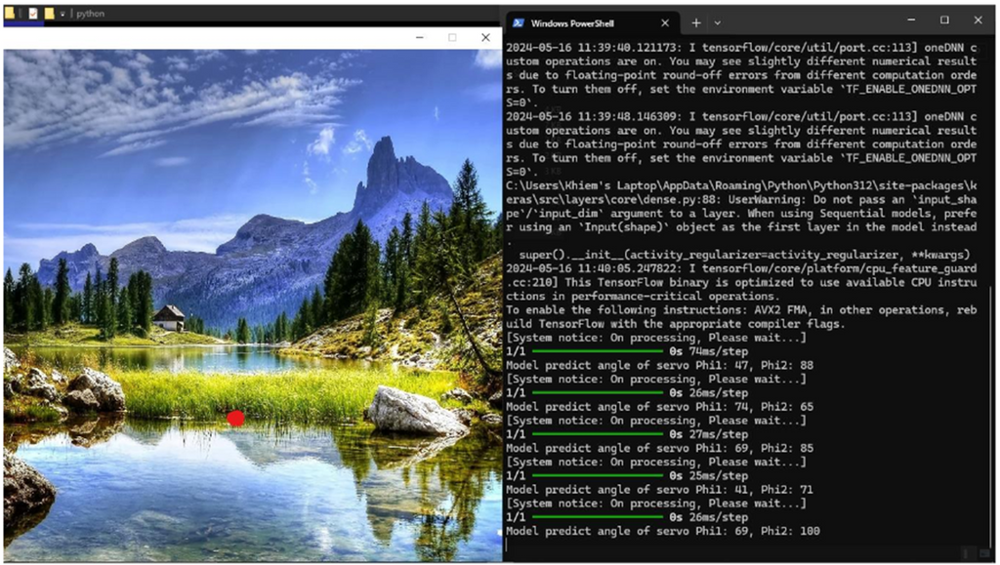 python
Windows PowerShell
2024-05-16 11:39:40.121173: I tensorflow/core/util/port.cc:113] oneDNN c
ustom operations are on. You may see slightly different numerical result
s due to floating-point round-off errors from different computation orde
rs. To turn them off, set the environment variable `TF_ENABLE_ONEDNN_OPT
S=0`.
2024-05-16 11:39:48.146309: I tensorflow/core/util/port.cc:113] oneDNN c
ustom operations are on. You may see slightly different numerical result
s due to floating-point round-off errors from different computation orde
rs. To turn them off, set the environment variable `TF_ENABLE_ONEDNN_OPT
S=0`.
C:\Users\Khiem's Laptop\AppData\Roaming\Python\Python312\site-packages\k
eras\src\layers\core\dense.py:88: UserWarning: Do not pass an `input_sha
pe`/`input_dim` argument to a layer. When using Sequential models, prefe
r using an `Input(shape)` object as the first layer in the model instead
.
super().__init__(activity_regularizer=activity_regularizer, **kwargs)
2024-05-16 11:40:05.247822: I tensorflow/core/platform/cpu_feature_guard
.cc:210] This TensorFlow binary is optimized to use available CPU instru
ctions in performance-critical operations.
To enable the following instructions: AVX2 FMA, in other operations, reb
uild TensorFlow with the appropriate compiler flags.
[System notice: On processing, Please wait...]
1/1 0s 74ms/step
Model predict angle of servo Phi1: 47, Phi2: 88
[System notice: On processing, Please wait...]
1/1 0s 26ms/step
Model predict angle of servo Phi1: 74, Phi2: 65
[System notice: On processing, Please wait...]
1/1 0s 27ms/step
Model predict angle of servo Phi1: 69, Phi2: 85
[System notice: On processing, Please wait...]
1/1 0s 25ms/step
Model predict angle of servo Phi1: 41, Phi2: 71
[System notice: On processing, Please wait...]
1/1 0s 26ms/step
Model predict angle of servo Phi1: 69, Phi2: 100